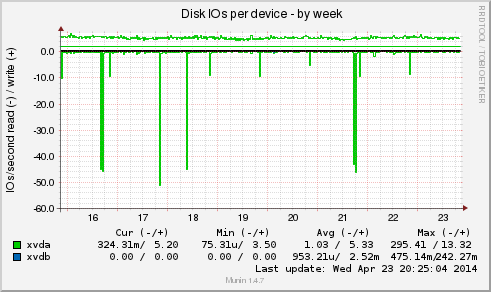 Disk IOs per device - by week
RRDTOOL / TOBI OETIKER
IOs/second read (-) / write (+)
0.0
-10.0
-20.0
-30.0
-40.0
-50.0
-60.0
16 17 18 19 20 21 22 23
Cur (-/+) Min (-/+) Avg (-/+) Max (-/+)
xvda 324.31m/ 5.20 75.31u/ 3.50 1.03 / 5.33 295.41 / 13.32
xvdb 0.00 / 0.00 0.00 / 0.00 953.21u/ 2.52m 475.14m/242.27m
Last update: Wed Apr 23 20:25:04 2014
Munin 1.4.7